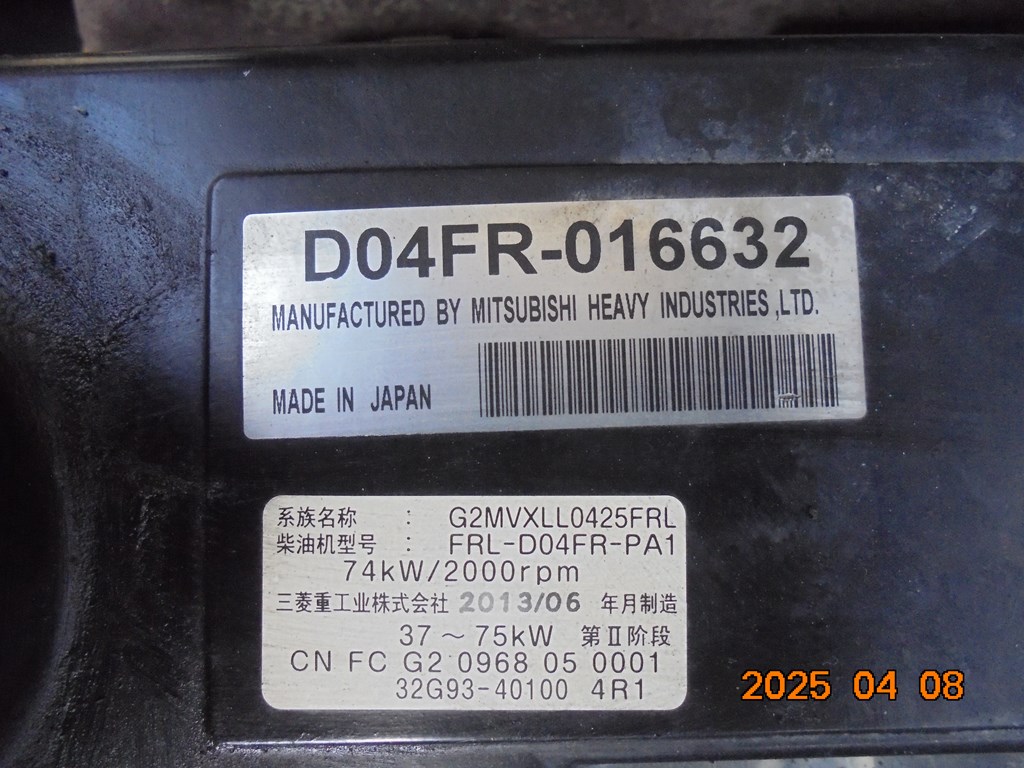 D04FR-016632
MANUFACTURED BY MITSUBISHI HEAVY INDUSTRIES ,LTD.
MADE IN JAPAN
系族名称 : G2MVXLL0425FRL
柴油机型号 : FRL-D04FR-PA1
74kW/2000rpm
三菱重工业株式会社 2013/06 年月制造
37～75kW 第Ⅱ阶段
CN FC G2 0968 05 0001
32G93-40100 4R1
2025 04 08